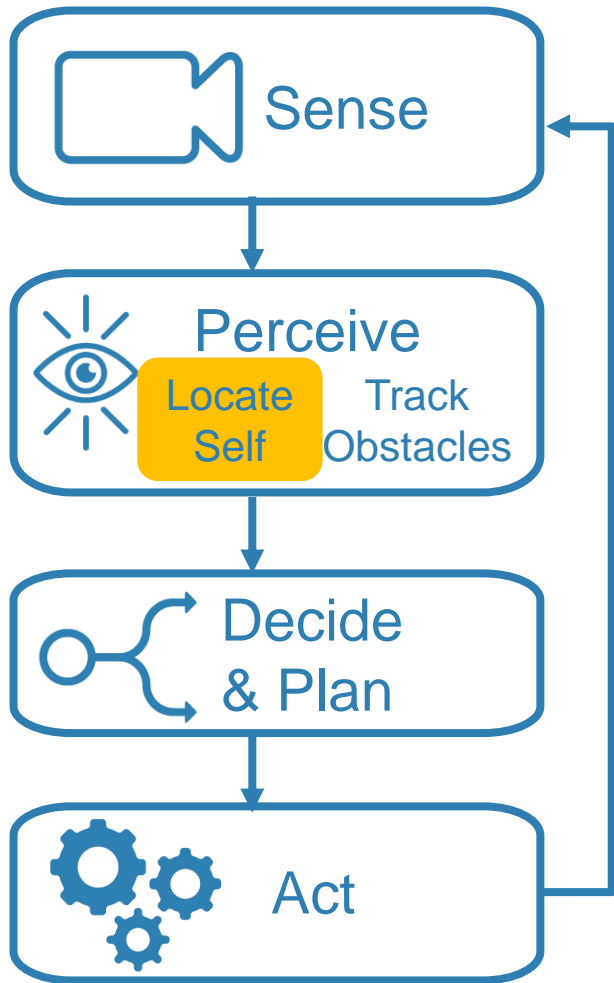 Sense
Perceive
Locate
Self
Track
Obstacles
Decide
& Plan
Act